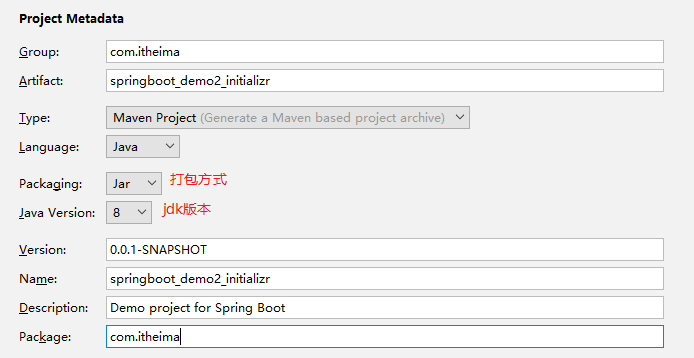 Project Metadata
Group: com.itheima
Artifact: springboot_demo2_initializr
Type: Maven Project (Generate a Maven based project archive)
Language: Java
Packaging: Jar 打包方式
Java Version: 8 jdk版本
Version: 0.0.1-SNAPSHOT
Name: springboot_demo2_initializr
Description: Demo project for Spring Boot
Package: com.itheima